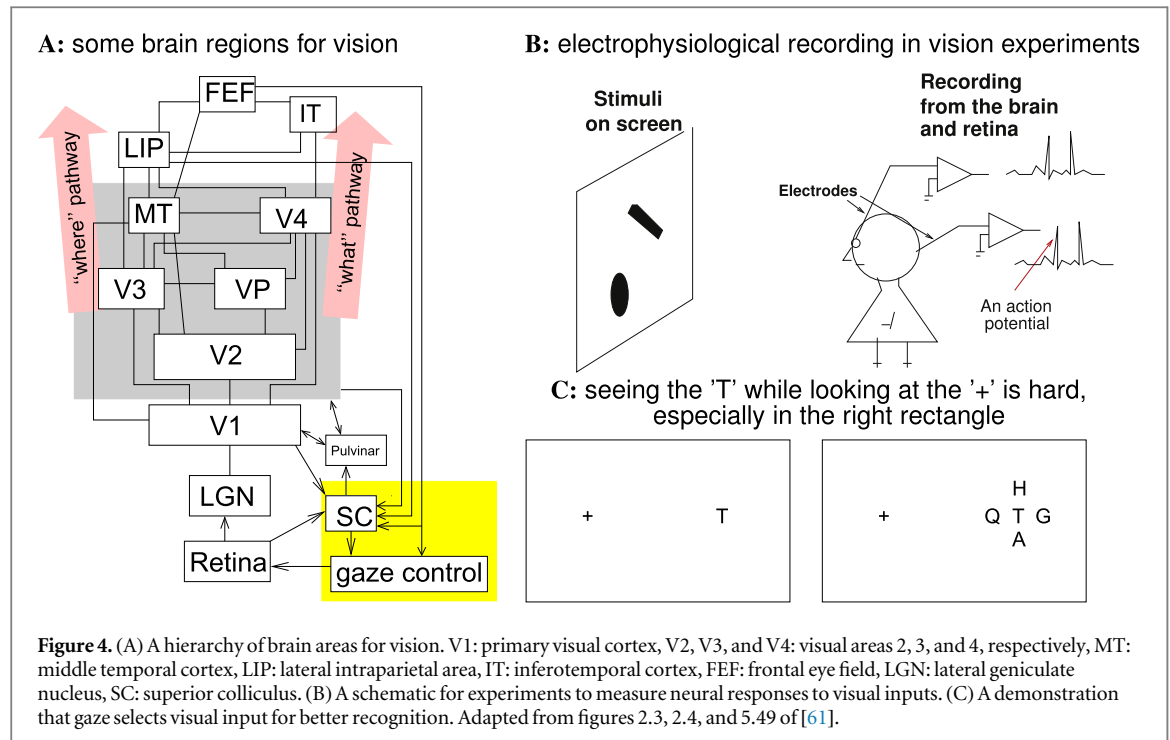 A: some brain regions for vision
FEF
IT
LIP
"where" pathway
"what" pathway
MT
V4
V3
VP
V2
V1
Pulvinar
LGN
SC
Retina
gaze control
B: electrophysiological recording in vision experiments
Stimuli
on screen
Recording
from the brain
and retina
Electrodes
An action
potential
C: seeing the 'T' while looking at the '+' is hard,
especially in the right rectangle
+ T
H
+ Q T G
A
Figure 4. (A) A hierarchy of brain areas for vision. V1: primary visual cortex, V2, V3, and V4: visual areas 2, 3, and 4, respectively, MT:
middle temporal cortex, LIP: lateral intraparietal area, IT: inferotemporal cortex, FEF: frontal eye field, LGN: lateral geniculate
nucleus, SC: superior colliculus. (B) A schematic for experiments to measure neural responses to visual inputs. (C) A demonstration
that gaze selects visual input for better recognition. Adapted from figures 2.3, 2.4, and 5.49 of [61].